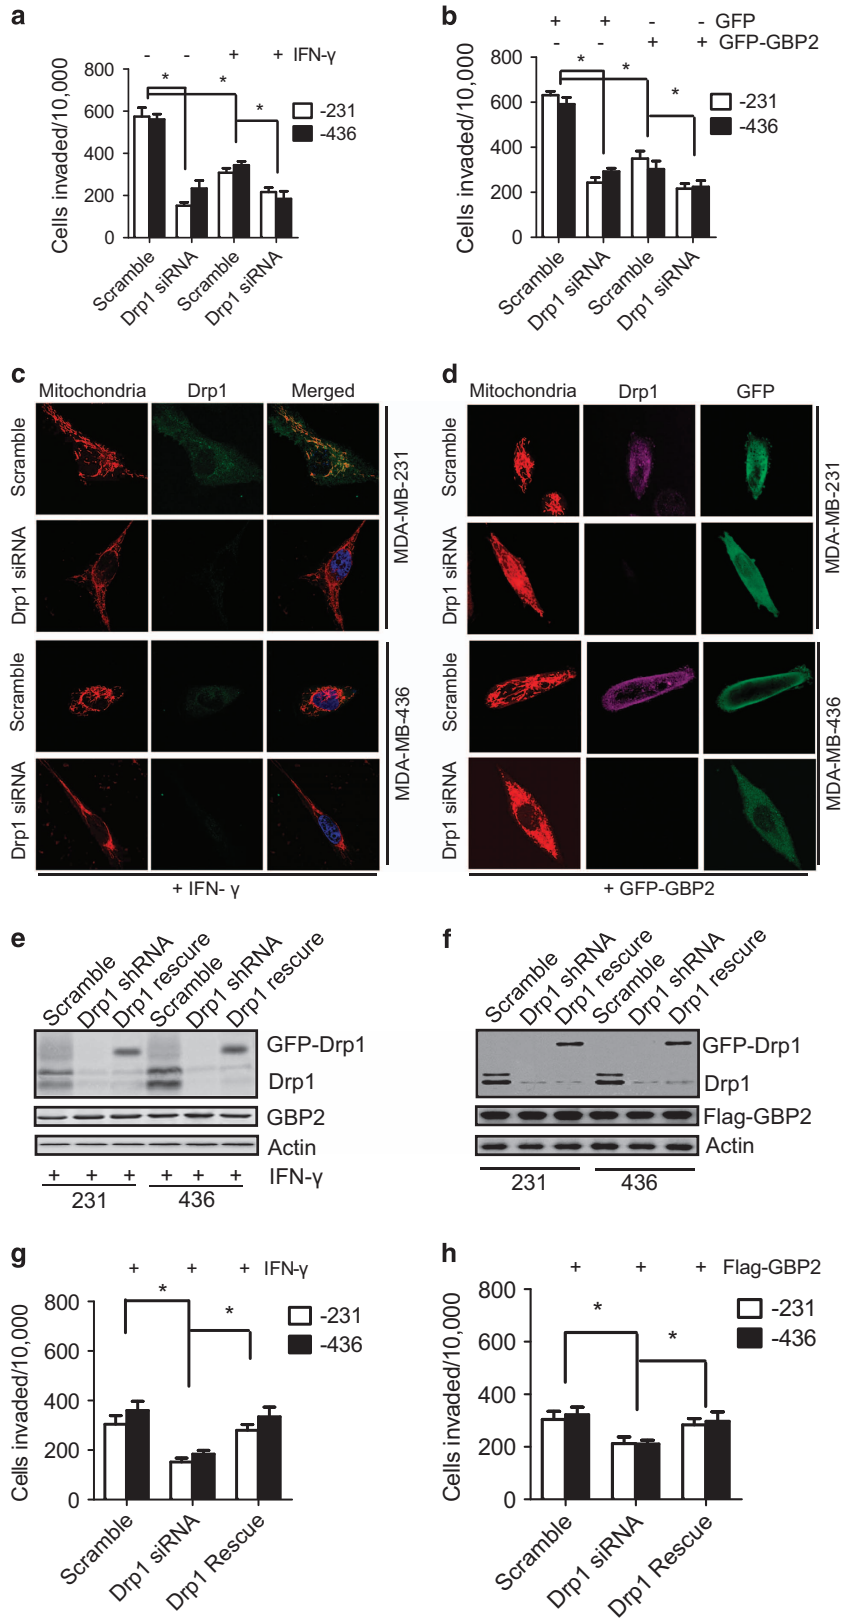 a
- - + + IFN-γ
Cells invaded/10,000
800
600
400
200
0
* * *
-231
-436
Scramble
Drp1 siRNA
Scramble
Drp1 siRNA
b
+ + - - GFP
- - + + GFP-GBP2
Cells invaded/10,000
800
600
400
200
0
* * *
-231
-436
Scramble
Drp1 siRNA
Scramble
Drp1 siRNA
c
Mitochondria Drp1 Merged
Scramble
Drp1 siRNA
MDA-MB-231
Scramble
Drp1 siRNA
MDA-MB-436
+ IFN- γ
d
Mitochondria Drp1 GFP
Scramble
Drp1 siRNA
MDA-MB-231
Scramble
Drp1 siRNA
MDA-MB-436
+ GFP-GBP2
e
Scramble
Drp1 shRNA
Drp1 rescure
Scramble
Drp1 shRNA
Drp1 rescure
GFP-Drp1
Drp1
GBP2
Actin
+ + + + + + IFN-γ
231 436
f
Scramble
Drp1 shRNA
Drp1 rescure
Scramble
Drp1 shRNA
Drp1 rescure
GFP-Drp1
Drp1
Flag-GBP2
Actin
231 436
g
+ + + IFN-γ
Cells invaded/10,000
800
600
400
200
0
* *
-231
-436
Scramble
Drp1 siRNA
Drp1 Rescue
h
+ + + Flag-GBP2
Cells invaded/10,000
800
600
400
200
0
* *
-231
-436
Scramble
Drp1 siRNA
Drp1 Rescue